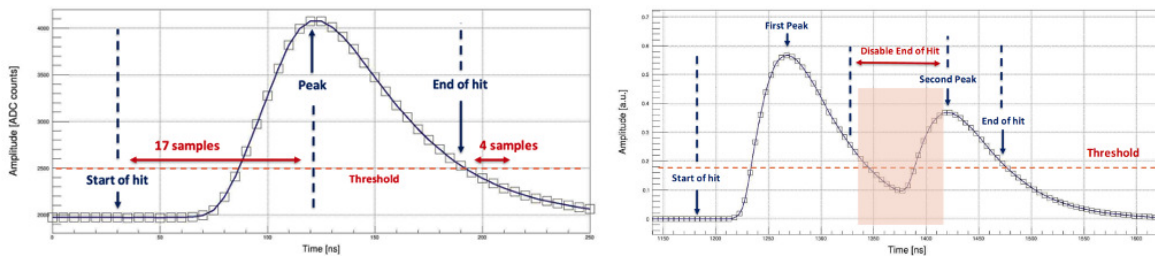 Amplitude [ADC counts]
4000
3500
3000
2500
2000
17 samples
Start of hit
Peak
End of hit
4 samples
Threshold
0
50
100
150
200
250
Time [ns]
Amplitude [a.u.]
0.7
0.6
0.5
0.4
0.3
0.2
0.1
0
First Peak
Disable End of Hit
Second Peak
End of hit
Threshold
Start of hit
1150
1200
1250
1300
1350
1400
1450
1500
1550
1600
Time [ns]